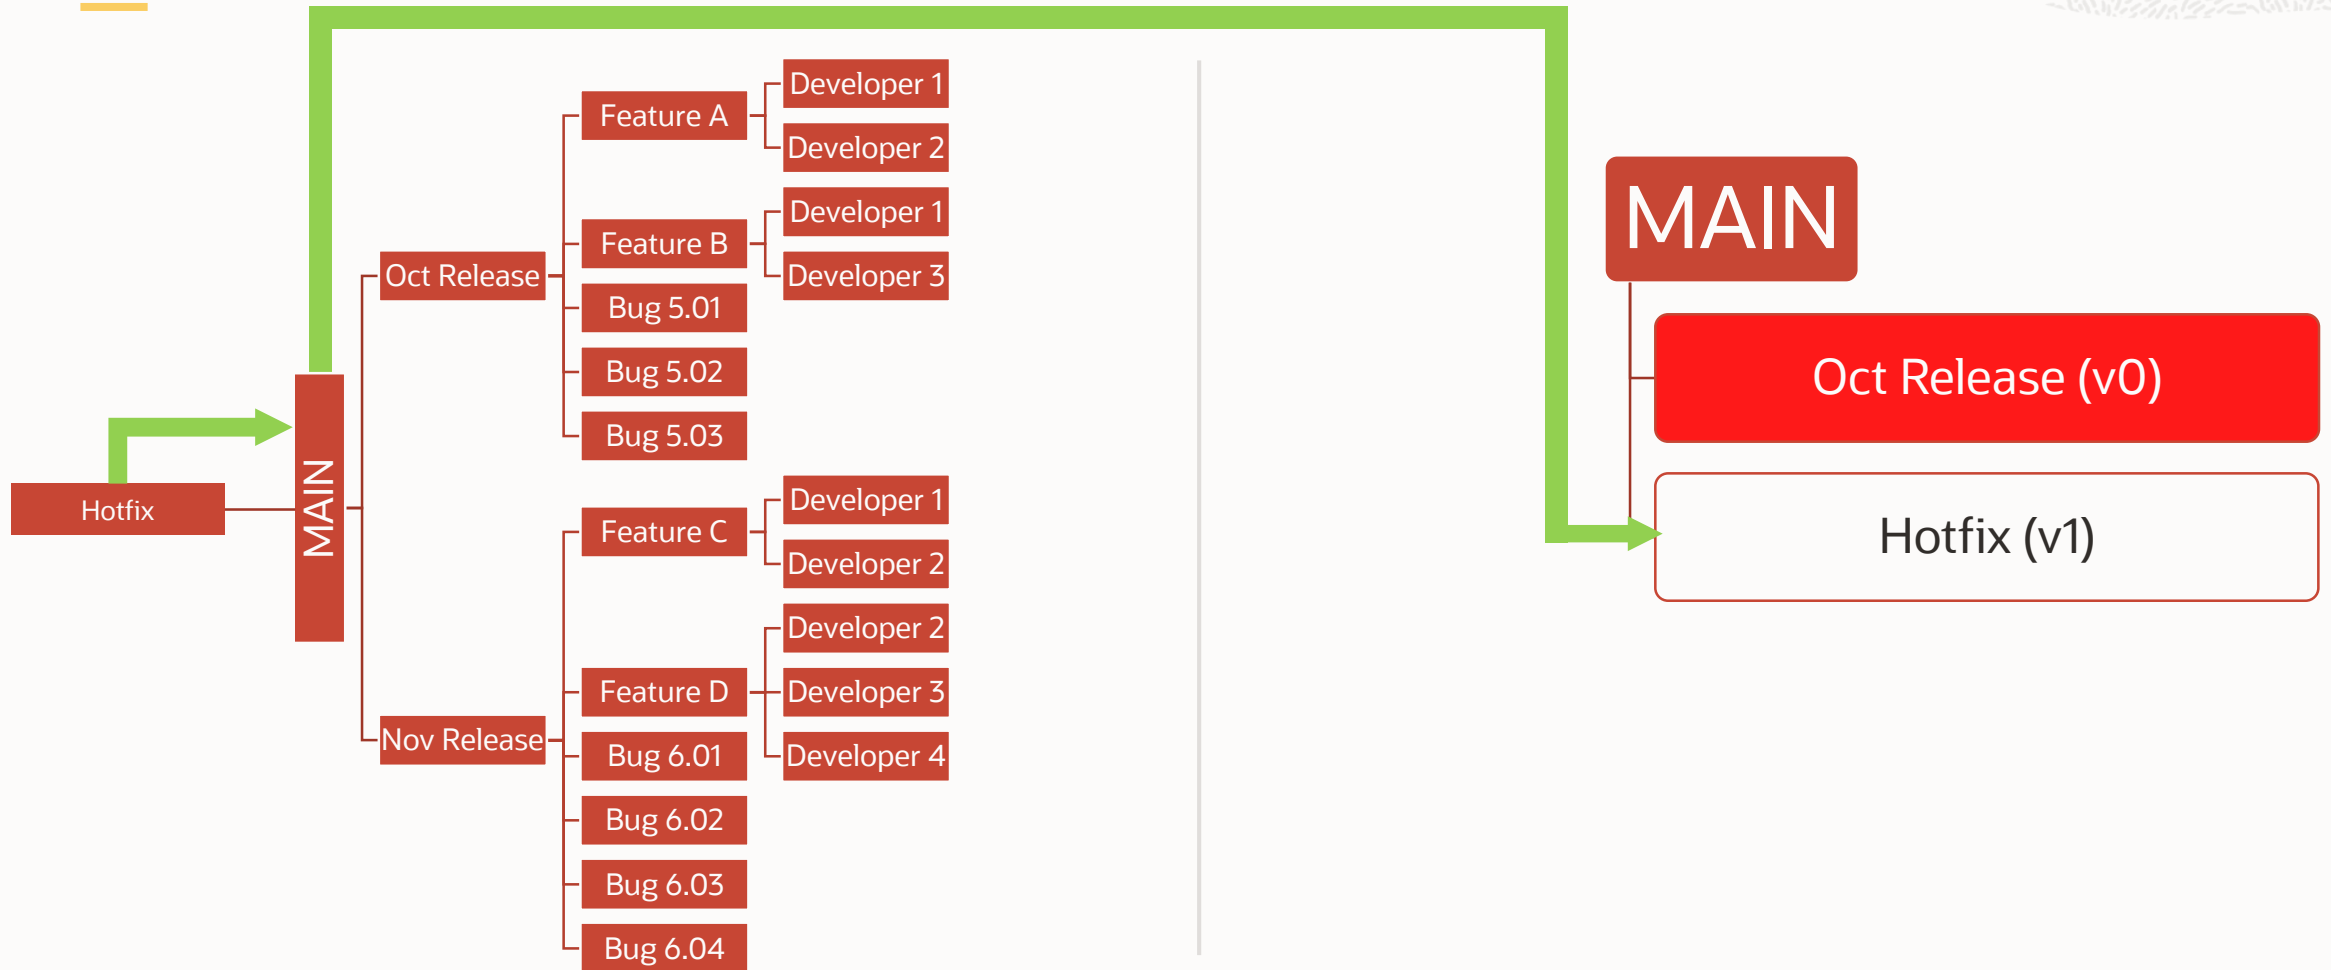 Hotfix
MAIN
Oct Release
Feature A
Developer 1
Developer 2
Feature B
Developer 1
Developer 3
Bug 5.01
Bug 5.02
Bug 5.03
Nov Release
Feature C
Developer 1
Developer 2
Feature D
Developer 2
Developer 3
Developer 4
Bug 6.01
Bug 6.02
Bug 6.03
Bug 6.04
MAIN
Oct Release (v0)
Hotfix (v1)